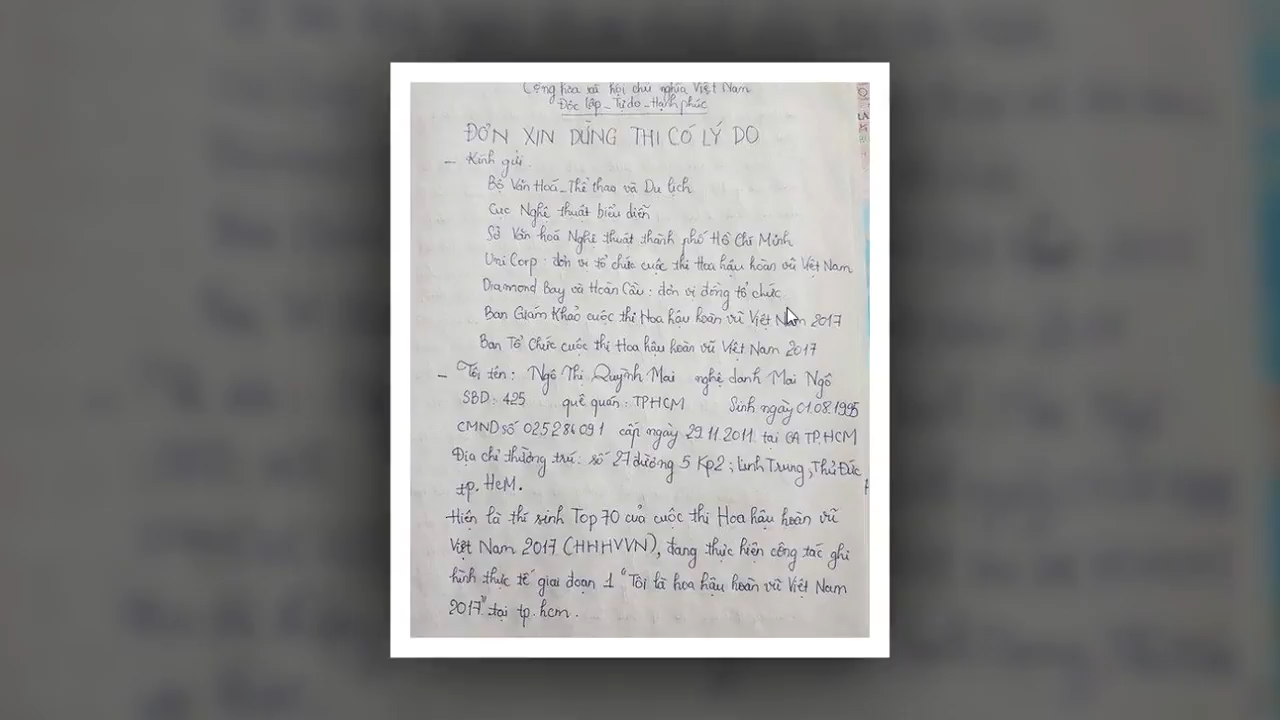 Cộng hòa xã hội chủ nghĩa Việt Nam
Độc lập - Tự do - Hạnh phúc
ĐƠN XIN DỪNG THI CÓ LÝ DO
- Kính gửi:
Bộ Văn Hoá - Thể thao và Du lịch
Cục Nghệ thuật biểu diễn
Sở Văn hoá Nghệ thuật thành phố Hồ Chí Minh
Uni Corp: đơn vị tổ chức cuộc thi Hoa hậu hoàn vũ Việt Nam
Diamond Bay và Hoàn Cầu: đơn vị đồng tổ chức.
Ban Giám Khảo cuộc thi Hoa hậu hoàn vũ Việt Nam 2017
Ban Tổ Chức cuộc thi Hoa hậu hoàn vũ Việt Nam 2017
- Tôi tên: Ngô Thị Quỳnh Mai nghệ danh Mai Ngô
SBD: 425 quê quán: TPHCM Sinh ngày 01.08.1995
CMND số 025286091 cấp ngày 29.11.2011 tại CA TP.HCM
Địa chỉ thường trú: số 27 đường 5 Kp2; Linh Trung, Thủ Đức
tp. HCM.
Hiện là thí sinh Top 70 của cuộc thi Hoa hậu hoàn vũ
Việt Nam 2017 (HHHVVN), đang thực hiện công tác ghi
hình thực tế giai đoạn 1 "Tôi là hoa hậu hoàn vũ Việt Nam
2017" tại tp. hcm.